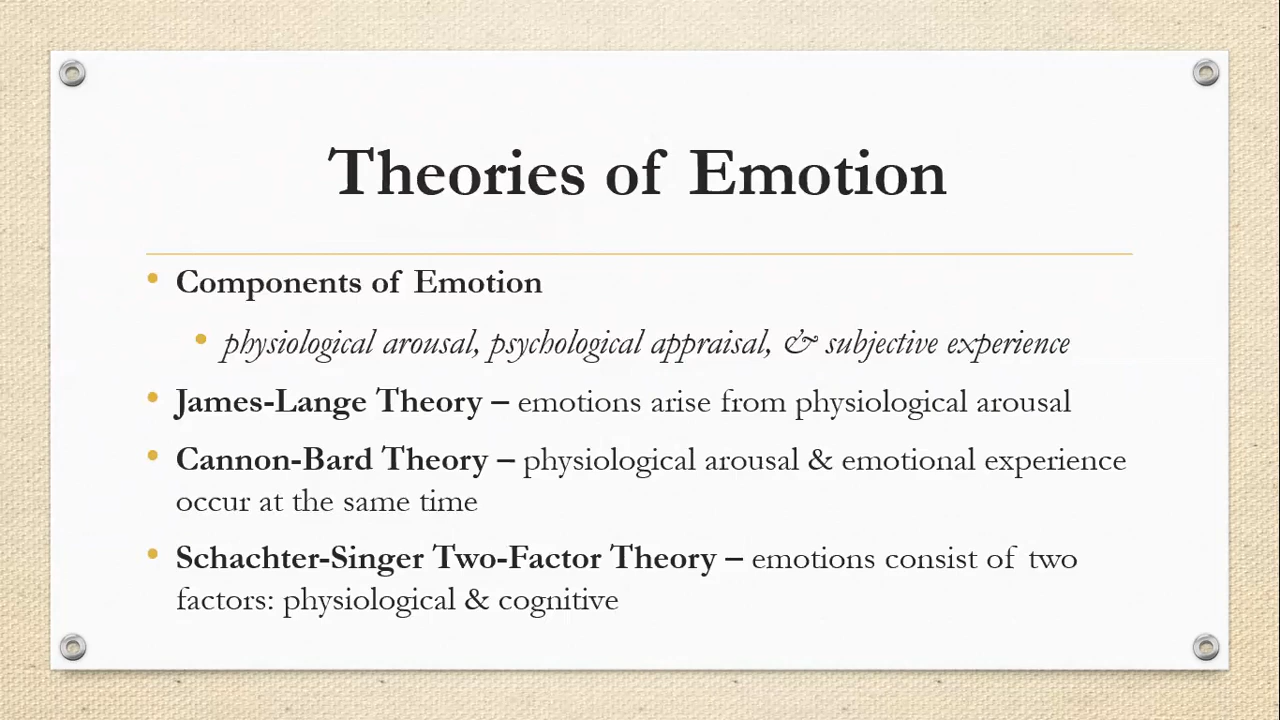 Theories of Emotion
• Components of Emotion
• physiological arousal, psychological appraisal, & subjective experience
• James-Lange Theory – emotions arise from physiological arousal
• Cannon-Bard Theory – physiological arousal & emotional experience
occur at the same time
• Schachter-Singer Two-Factor Theory – emotions consist of two
factors: physiological & cognitive